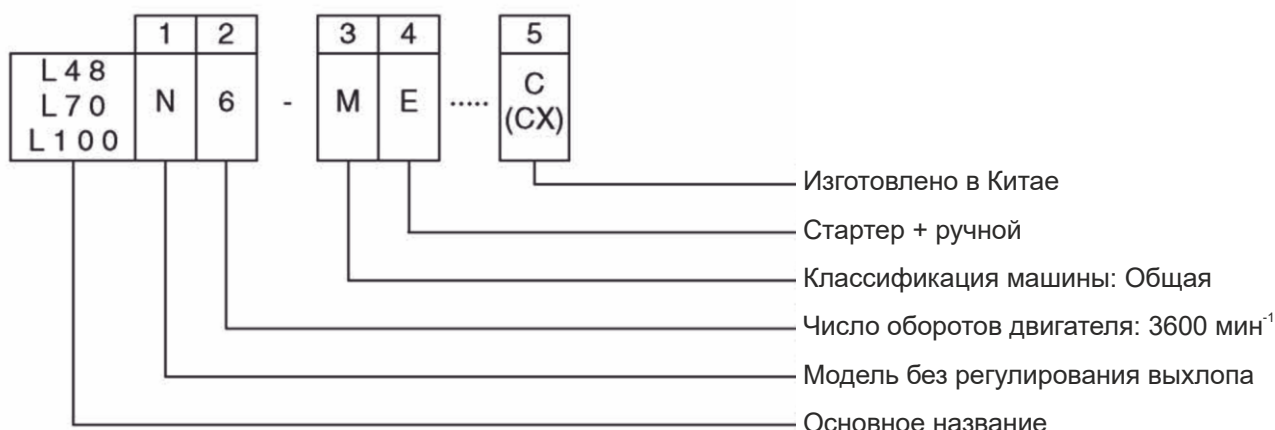 1 2 3 4 5
L48
L70
L100
N 6 - M E ..... C
(CX)
Изготовлено в Китае
Стартер + ручной
Классификация машины: Общая
Число оборотов двигателя: 3600 мин⁻¹
Модель без регулирования выхлопа
Основное название